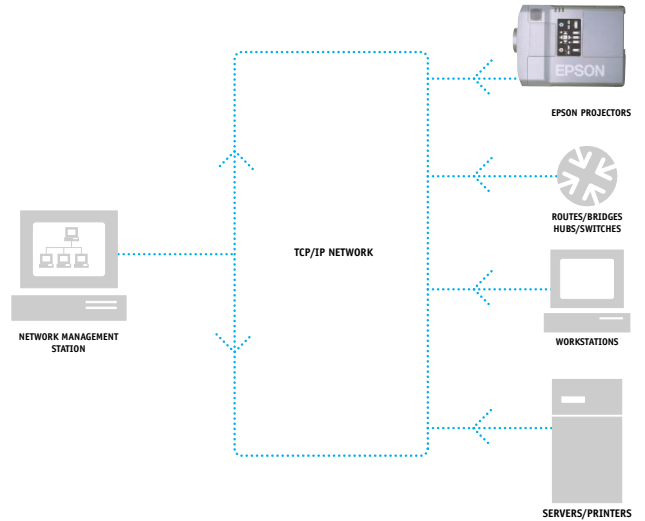 EPSON
EPSON PROJECTORS
ROUTES/BRIDGES
HUBS/SWITCHES
TCP/IP NETWORK
NETWORK MANAGEMENT
STATION
WORKSTATIONS
SERVERS/PRINTERS